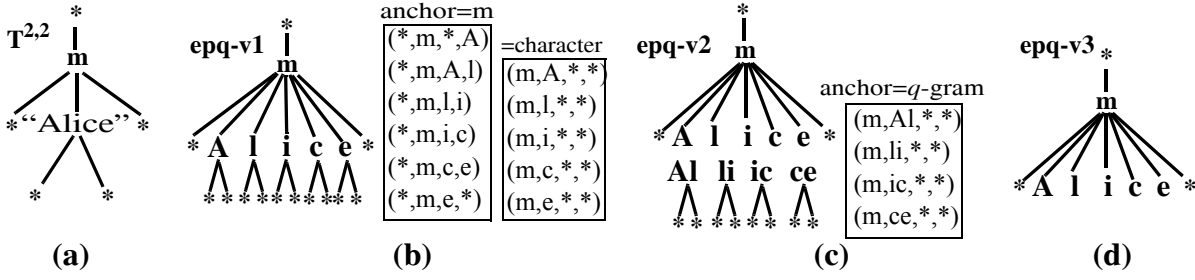 *
T2,2
m
* “Alice” *
* *
(a)
epq-v1
*
m
* A l i c e *
* * * * * * * * * *
(b)
anchor=m
(*,m,*,A)
(*,m,A,l)
(*,m,l,i)
(*,m,i,c)
(*,m,c,e)
(*,m,e,*)
=character
(m,A,*,*)
(m,l,*,*)
(m,i,*,*)
(m,c,*,*)
(m,e,*,*)
epq-v2
*
m
* A l i c e *
Al li ic ce
* * * * * * * *
(c)
anchor=q-gram
(m,Al,*,*)
(m,li,*,*)
(m,ic,*,*)
(m,ce,*,*)
epq-v3
*
m
* A l i c e *
(d)